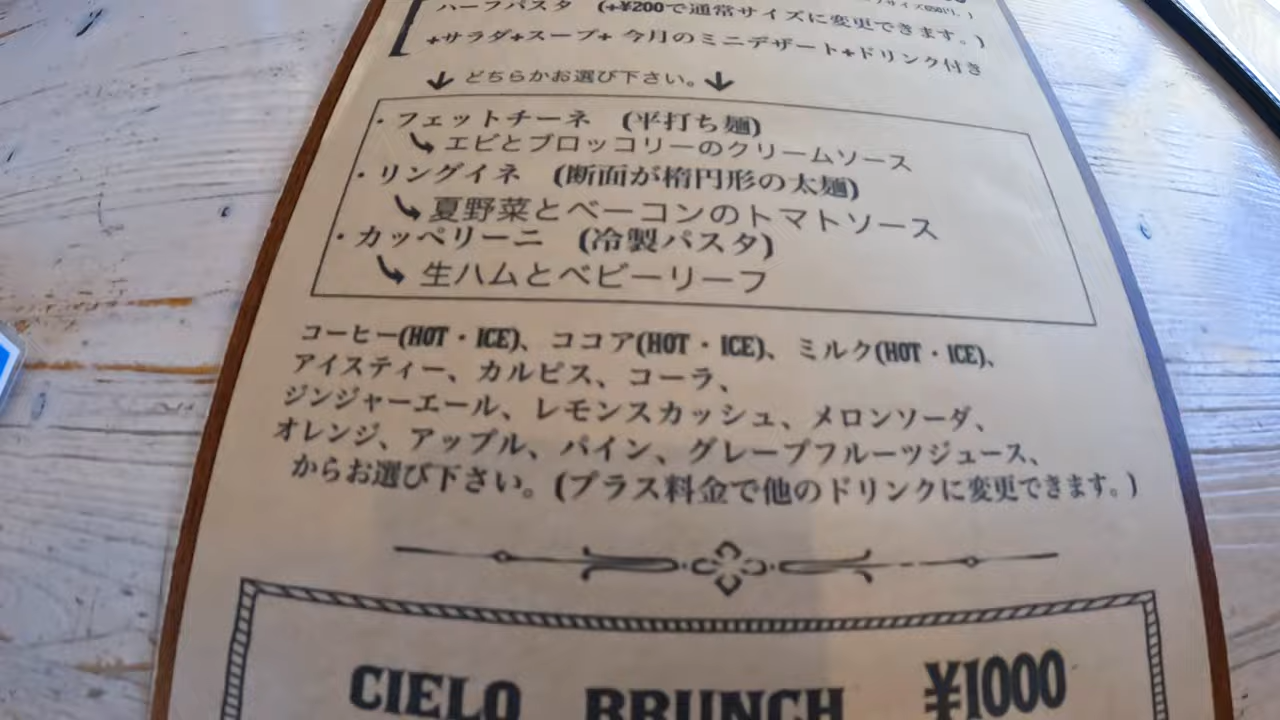 ハーフパスタ (+¥200で通常サイズに変更できます。)
+サラダ+スープ+ 今月のミニデザート+ドリンク付き
↓ どちらかお選び下さい。↓
・フェットチーネ (平打ち麺)
エビとブロッコリーのクリームソース
・リングイネ (断面が楕円形の太麺)
夏野菜とベーコンのトマトソース
・カッペリーニ (冷製パスタ)
生ハムとベビーリーフ
コーヒー(HOT・ICE)、ココア(HOT・ICE)、ミルク(HOT・ICE)、
アイスティー、カルピス、コーラ、
ジンジャーエール、レモンスカッシュ、メロンソーダ、
オレンジ、アップル、パイン、グレープフルーツジュース、
からお選び下さい。(プラス料金で他のドリンクに変更できます。)
CIELO BRUNCH ¥1000